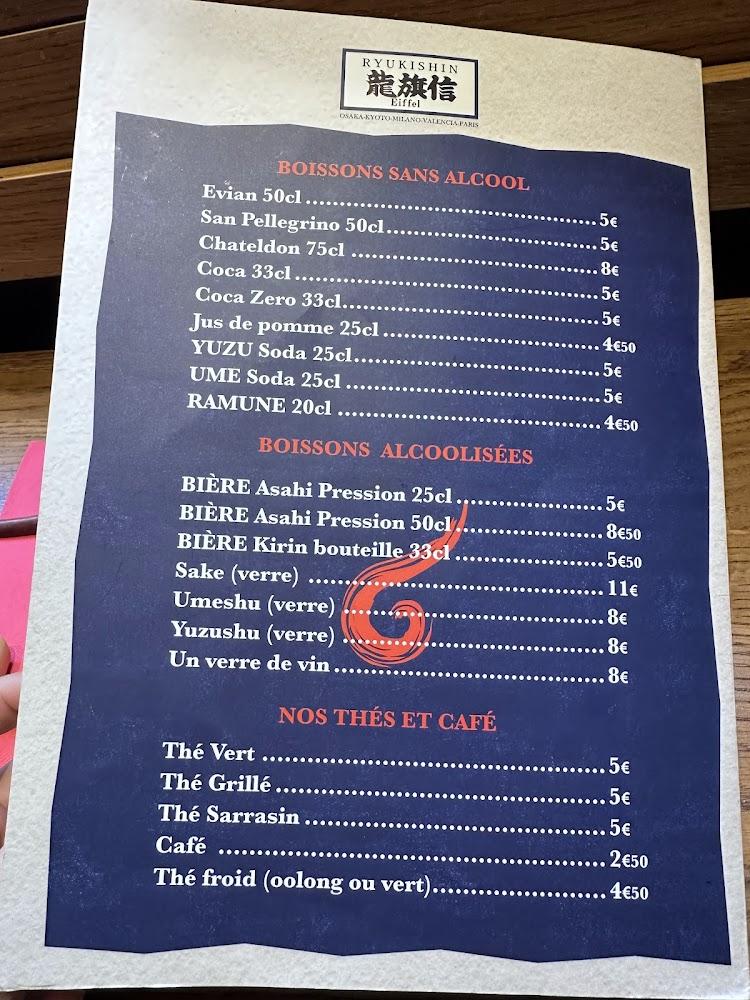 RYUKISHIN
龍旗信
Eiffel
OSAKA-KYOTO-MILANO-VALENCIA-PARIS
BOISSONS SANS ALCOOL
Evian 50cl 5€
San Pellegrino 50cl 5€
Chateldon 75cl 8€
Coca 33cl 5€
Coca Zero 33cl 5€
Jus de pomme 25cl 4€50
YUZU Soda 25cl 5€
UME Soda 25cl 5€
RAMUNE 20cl 4€50
BOISSONS ALCOOLISÉES
BIÈRE Asahi Pression 25cl 5€
BIÈRE Asahi Pression 50cl 8€50
BIÈRE Kirin bouteille 33cl 5€50
Sake (verre) 11€
Umeshu (verre) 8€
Yuzushu (verre) 8€
Un verre de vin 8€
NOS THÉS ET CAFÉ
Thé Vert 5€
Thé Grillé 5€
Thé Sarrasin 5€
Café 2€50
Thé froid (oolong ou vert) 4€50